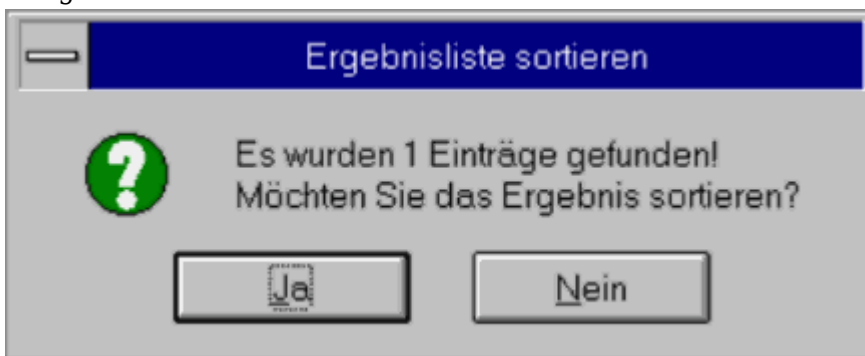 Ergebnisliste sortieren
Es wurden 1 Einträge gefunden!
Möchten Sie das Ergebnis sortieren?
Ja
Nein